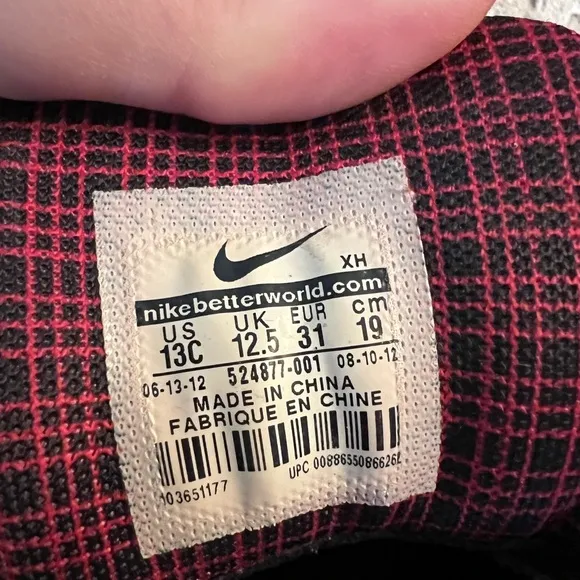 XH
nikebetterworld.com
US UK EUR cm
13C 12.5 31 19
06-13-12 524877-001 08-10-12
MADE IN CHINA
FABRIQUE EN CHINE
103651177 UPC 00886550866262